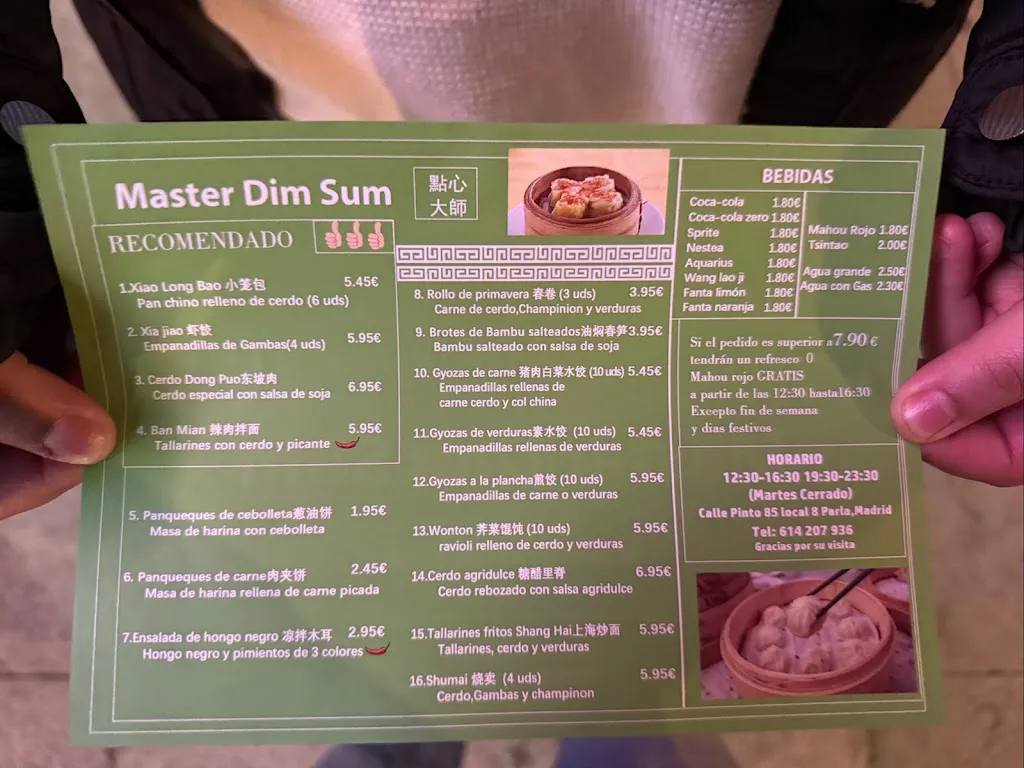 Master Dim Sum
點心
大師
RECOMENDADO
1.Xiao Long Bao 小笼包 5.45€
Pan chino relleno de cerdo (6 uds)
2. Xia jiao 虾饺 5.95€
Empanadillas de Gambas(4 uds)
3. Cerdo Dong Puo东坡肉 6.95€
Cerdo especial con salsa de soja
4. Ban Mian 辣肉拌面 5.95€
Tallarines con cerdo y picante
5. Panqueques de cebolleta葱油饼 1.95€
Masa de harina con cebolleta
6. Panqueques de carne肉夹饼 2.45€
Masa de harina rellena de carne picada
7.Ensalada de hongo negro 凉拌木耳 2.95€
Hongo negro y pimientos de 3 colores
8. Rollo de primavera 春卷 (3 uds) 3.95€
Carne de cerdo,Champinion y verduras
9. Brotes de Bambu salteados油焖春笋3.95€
Bambu salteado con salsa de soja
10. Gyozas de carne 猪肉白菜水饺 (10 uds) 5.45€
Empanadillas rellenas de
carne cerdo y col china
11.Gyozas de verduras素水饺 (10 uds) 5.45€
Empanadillas rellenas de verduras
12.Gyozas a la plancha煎饺 (10 uds) 5.95€
Empanadillas de carne o verduras
13.Wonton 荠菜馄饨 (10 uds) 5.95€
ravioli relleno de cerdo y verduras
14.Cerdo agridulce 糖醋里脊 6.95€
Cerdo rebozado con salsa agridulce
15.Tallarines fritos Shang Hai上海炒面 5.95€
Tallarines, cerdo y verduras
16.Shumai 烧卖 (4 uds) 5.95€
Cerdo,Gambas y champinon
BEBIDAS
Coca-cola 1.80€
Coca-cola zero 1.80€
Sprite 1.80€
Nestea 1.80€
Aquarius 1.80€
Wang lao ji 1.80€
Fanta limón 1.80€
Fanta naranja 1.80€
Mahou Rojo 1.80€
Tsintao 2.00€
Agua grande 2.50€
Agua con Gas 2.30€
Si el pedido es superior a7.90 €
tendrán un refresco 0
Mahou rojo GRATIS
a partir de las 12:30 hasta16:30
Excepto fin de semana
y dias festivos
HORARIO
12:30-16:30 19:30-23:30
(Martes Cerrado)
Calle Pinto 85 local 8 Parla,Madrid
Tel: 614 207 936
Gracias por su visita